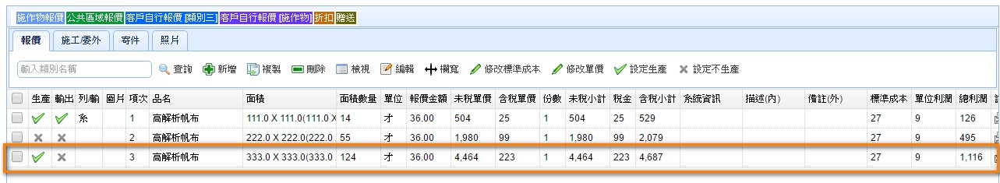 施作物報價 公共區域報價 客戶自行報價 [類別三] 客戶自行報價 [施作物] 折扣 贈送
報價 施工/委外 寄件 照片
輸入類別名稱 查詢 新增 複製 刪除 檢視 編輯 欄寬 修改標準成本 修改單價 設定生產 設定不生產
生產 輸出 列/輸 圖片 項次 品名 面積 面積數量 單位 報價金額 未稅單價 含稅單價 份數 未稅小計 稅金 含稅小計 系統資訊 描述(內) 備註(外) 標準成本 單位利潤 總利潤
糸 1 高解析帆布 111.0 X 111.0(111.0 X 14 才 36.00 504 25 1 504 25 529 27 9 126
2 高解析帆布 222.0 X 222.0(222.0 55 才 36.00 1,980 99 1 1,980 99 2,079 27 9 495
3 高解析帆布 333.0 X 333.0(333.0 124 才 36.00 4,464 223 1 4,464 223 4,687 27 9 1,116